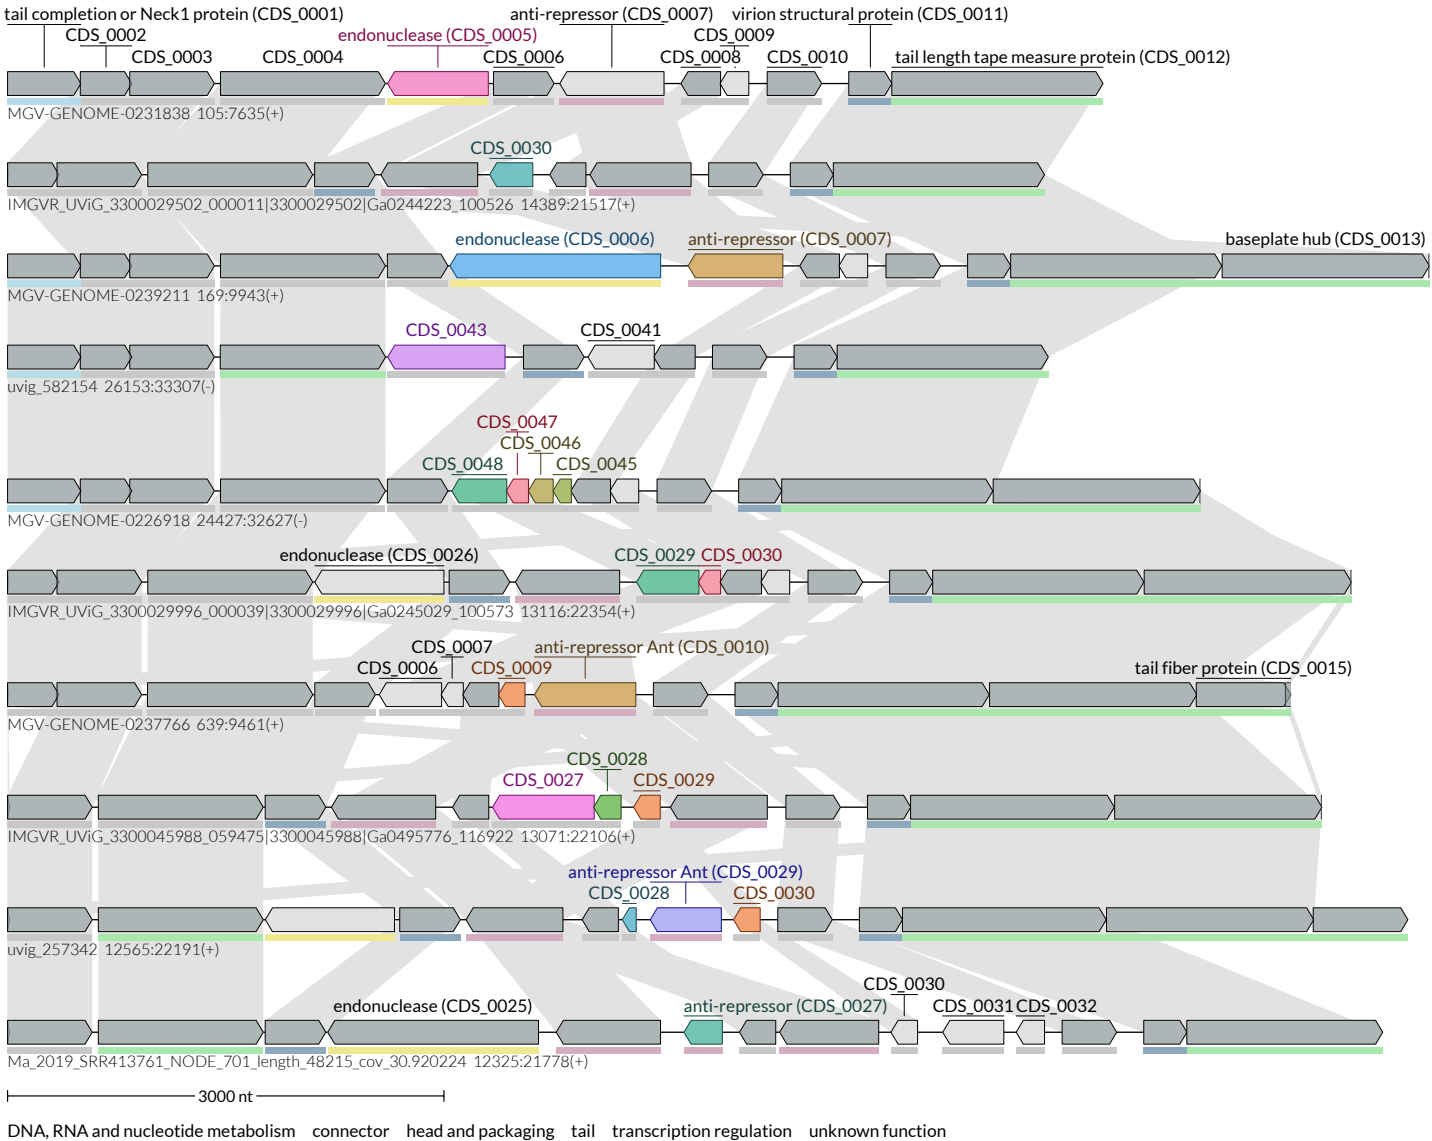 tail completion or Neck1 protein (CDS_0001)
anti-repressor (CDS_0007)
virion structural protein (CDS_0011)
CDS_0002
endonuclease (CDS_0005)
CDS_0009
CDS_0003
CDS_0004
CDS_0006
CDS_0008
CDS_0010
tail length tape measure protein (CDS_0012)
MGV-GENOME-0231838 105:7635(+)
CDS_0030
IMGVR_UViG_3300029502_000011|3300029502|Ga0244223_100526 14389:21517(+)
endonuclease (CDS_0006)
anti-repressor (CDS_0007)
baseplate hub (CDS_0013)
MGV-GENOME-0239211 169:9943(+)
CDS_0043
CDS_0041
uvig_582154 26153:33307(-)
CDS_0047
CDS_0046
CDS_0048
CDS_0045
MGV-GENOME-0226918 24427:32627(-)
endonuclease (CDS_0026)
CDS_0029
CDS_0030
IMGVR_UViG_3300029996_000039|3300029996|Ga0245029_100573 13116:22354(+)
CDS_0007
anti-repressor Ant (CDS_0010)
CDS_0006
CDS_0009
tail fiber protein (CDS_0015)
MGV-GENOME-0237766 639:9461(+)
CDS_0028
CDS_0027
CDS_0029
IMGVR_UViG_3300045988_059475|3300045988|Ga0495776_116922 13071:22106(+)
anti-repressor Ant (CDS_0029)
CDS_0028
CDS_0030
uvig_257342 12565:22191(+)
CDS_0030
endonuclease (CDS_0025)
anti-repressor (CDS_0027)
CDS_0031
CDS_0032
Ma_2019_SRR413761_NODE_701_length_48215_cov_30.920224 12325:21778(+)
3000 nt
DNA, RNA and nucleotide metabolism connector head and packaging tail transcription regulation unknown function